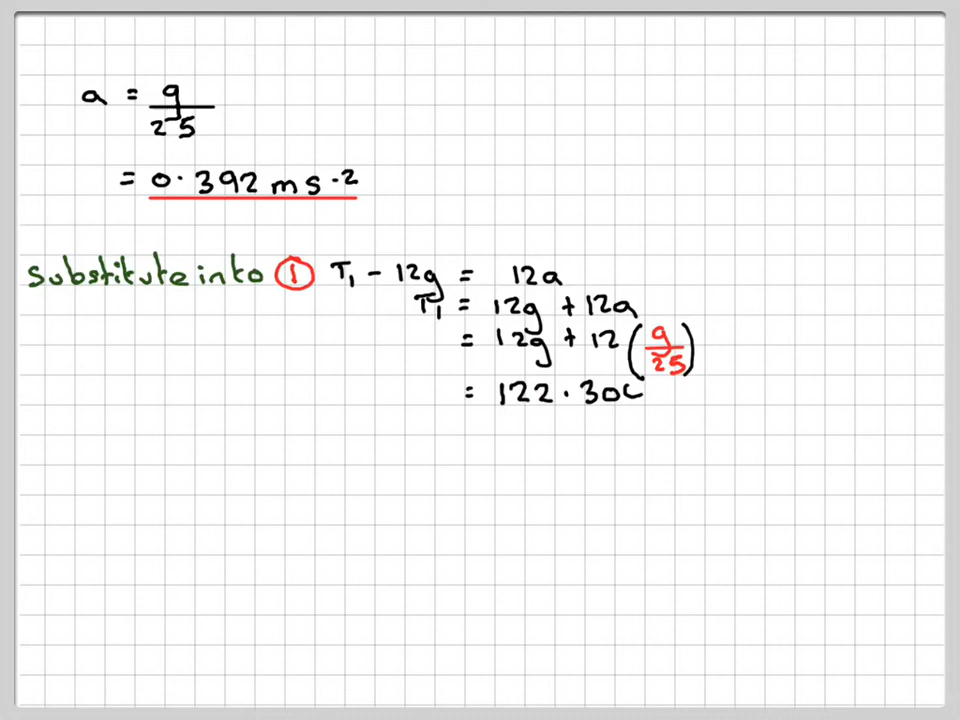 a = g/25
= 0.392 ms-2
substitute into ① T₁ - 12g = 12a
T₁ = 12g + 12a
= 12g + 12(g/25)
= 122.30